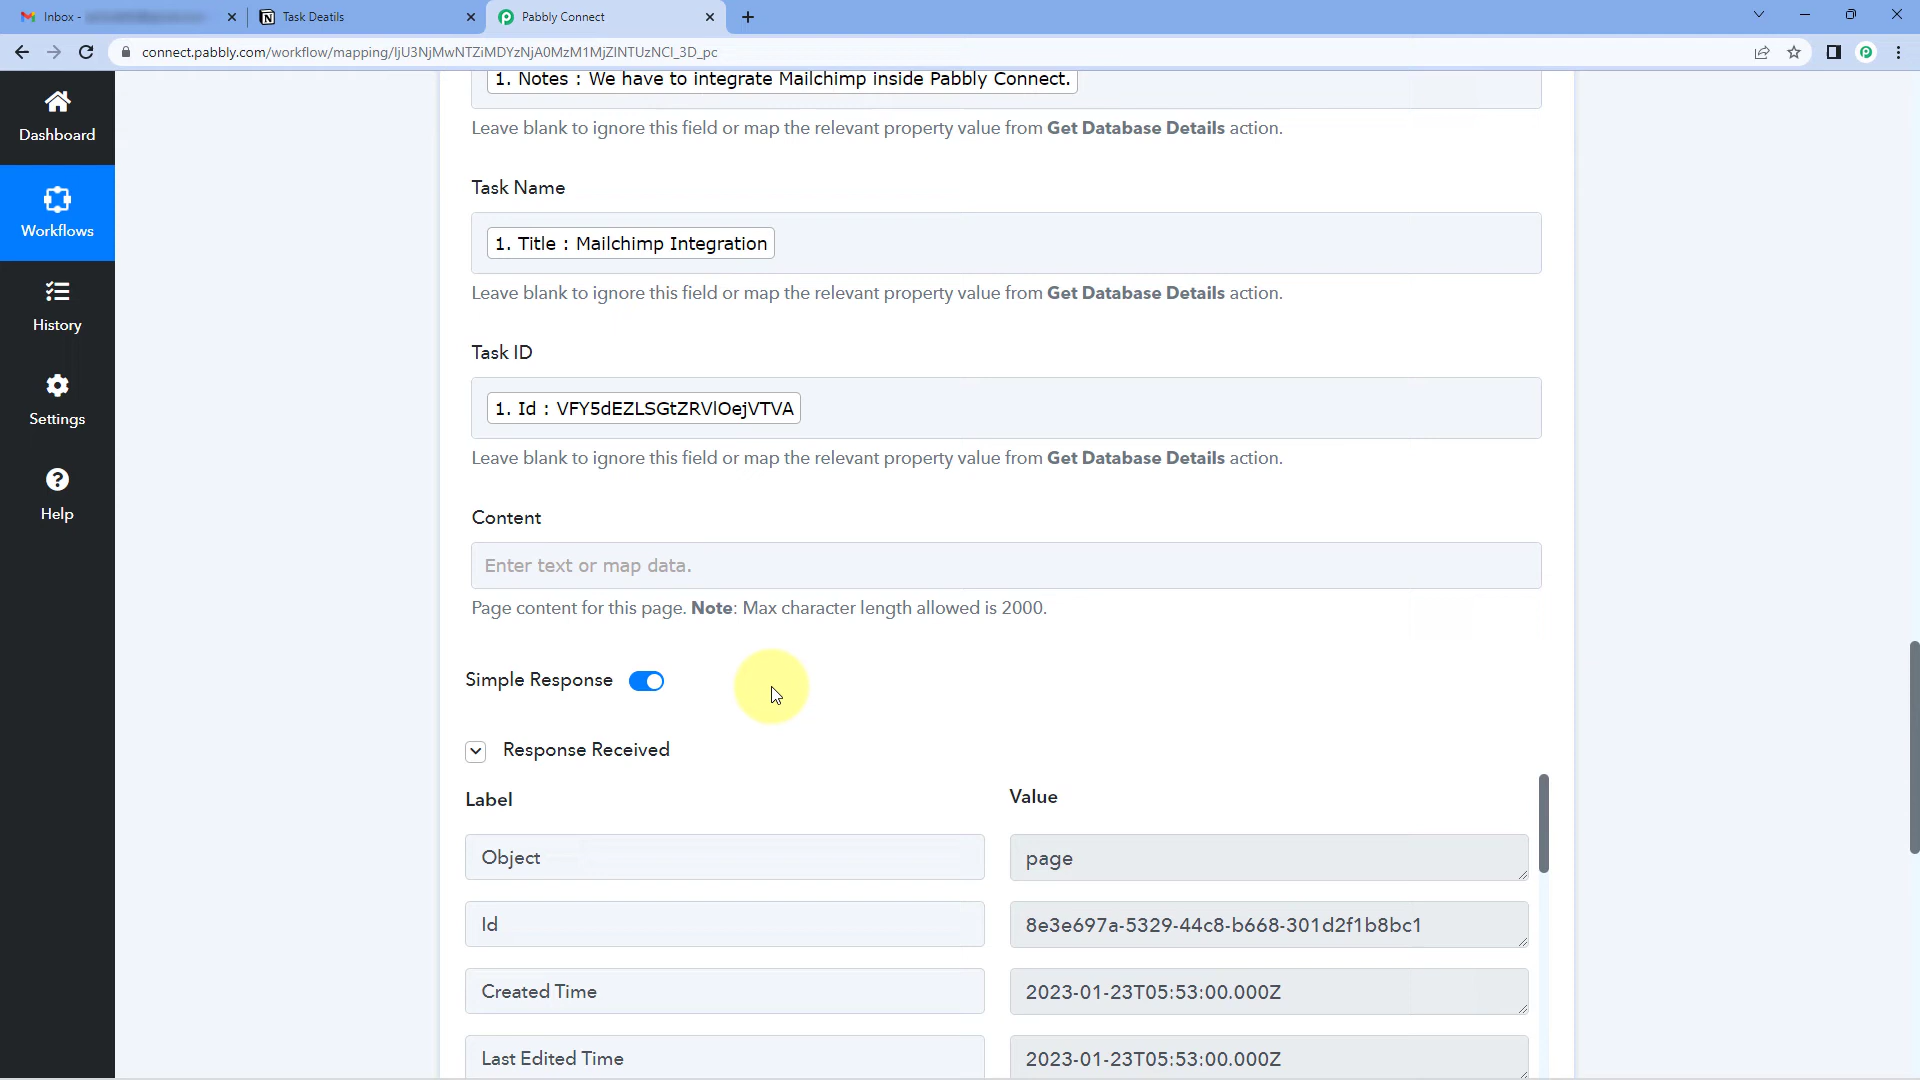 Inbox -
Task Deatils
Pabbly Connect
connect.pabbly.com/workflow/mapping/IjU3NjMwNTZiMDYzNjA0MzM1MjZlNTUzNCI_3D_pc
1. Notes : We have to integrate Mailchimp inside Pabbly Connect.
Leave blank to ignore this field or map the relevant property value from Get Database Details action.
Dashboard
Task Name
Workflows
1. Title : Mailchimp Integration
Leave blank to ignore this field or map the relevant property value from Get Database Details action.
History
Task ID
Settings
1. Id : VFY5dEZLSGtZRVlOejVTVA
Leave blank to ignore this field or map the relevant property value from Get Database Details action.
Help
Content
Enter text or map data.
Page content for this page. Note: Max character length allowed is 2000.
Simple Response
Response Received
Label
Value
Object
page
Id
8e3e697a-5329-44c8-b668-301d2f1b8bc1
Created Time
2023-01-23T05:53:00.000Z
Last Edited Time
2023-01-23T05:53:00.000Z